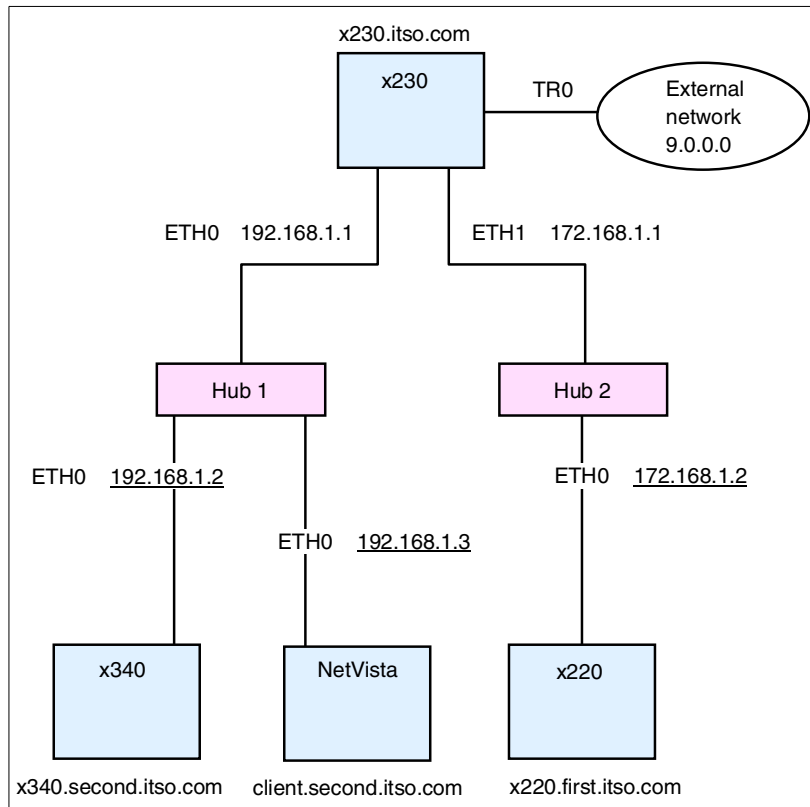 x230.itso.com
x230
TR0
External
network
9.0.0.0
ETH0 192.168.1.1
ETH1 172.168.1.1
Hub 1
Hub 2
ETH0 192.168.1.2
ETH0 172.168.1.2
ETH0 192.168.1.3
x340
NetVista
x220
x340.second.itso.com
client.second.itso.com
x220.first.itso.com